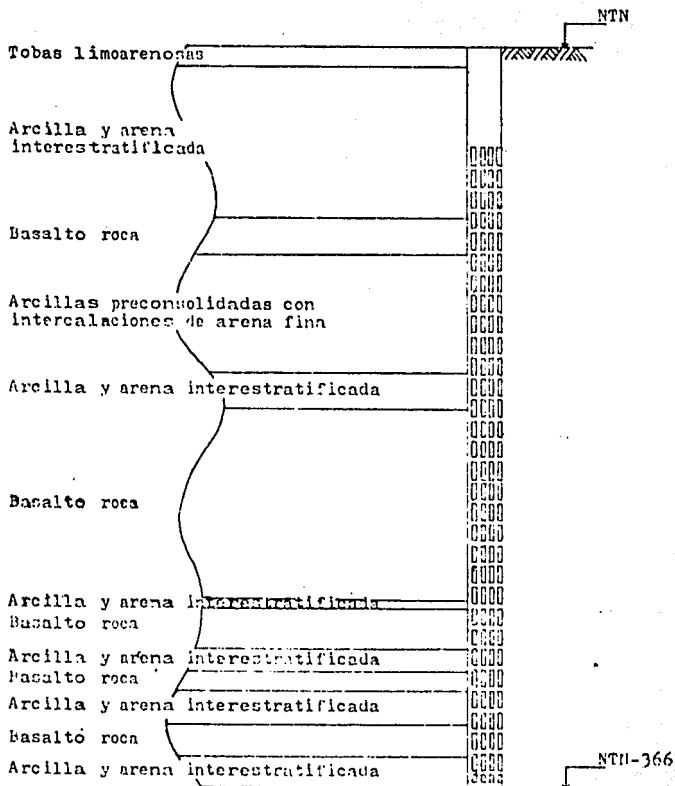 NTN
Tobas limoarenosas
Arcilla y arena
interestratificada
Basalto roca
Arcillas preconsolidadas con
intercalaciones de arena fina
Arcilla y arena interestratificada
Basalto roca
Arcilla y arena interestratificada
Basalto roca
Arcilla y arena interestratificada
Basalto roca
Arcilla y arena interestratificada
Basalto roca
NTN-366
Arcilla y arena interestratificada